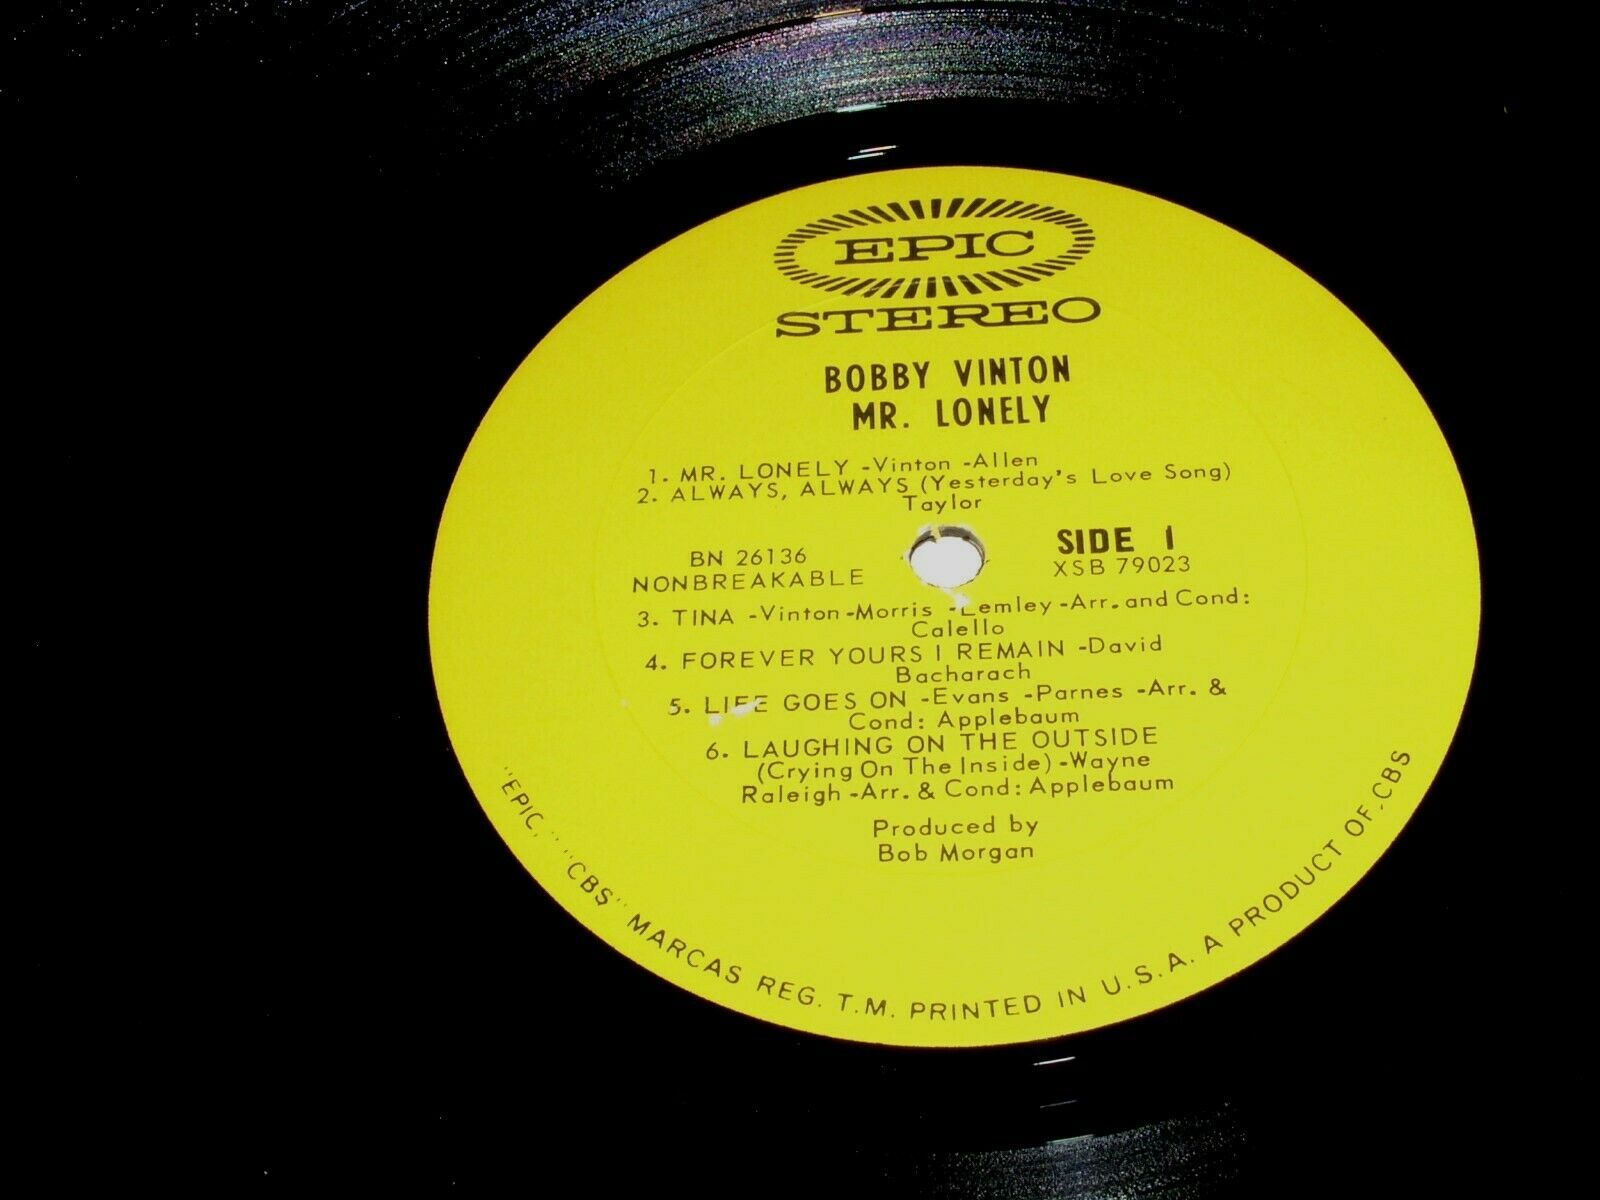 EPIC
STEREO
BOBBY VINTON
MR. LONELY
1. MR. LONELY -Vinton -Allen
2. ALWAYS, ALWAYS (Yesterday's Love Song)
Taylor
BN 26136
NONBREAKABLE
SIDE 1
XSB 79023
3. TINA -Vinton-Morris -Lemley-Arr. and Cond:
Calello
4. FOREVER YOURS I REMAIN -David
Bacharach
5. LIFE GOES ON -Evans -Parnes -Arr. &
Cond: Applebaum
6. LAUGHING ON THE OUTSIDE
(Crying On The Inside) -Wayne
Raleigh -Arr. & Cond: Applebaum
Produced by
Bob Morgan
"EPIC," "CBS" MARCAS REG. T.M. PRINTED IN U.S.A. A PRODUCT OF CBS